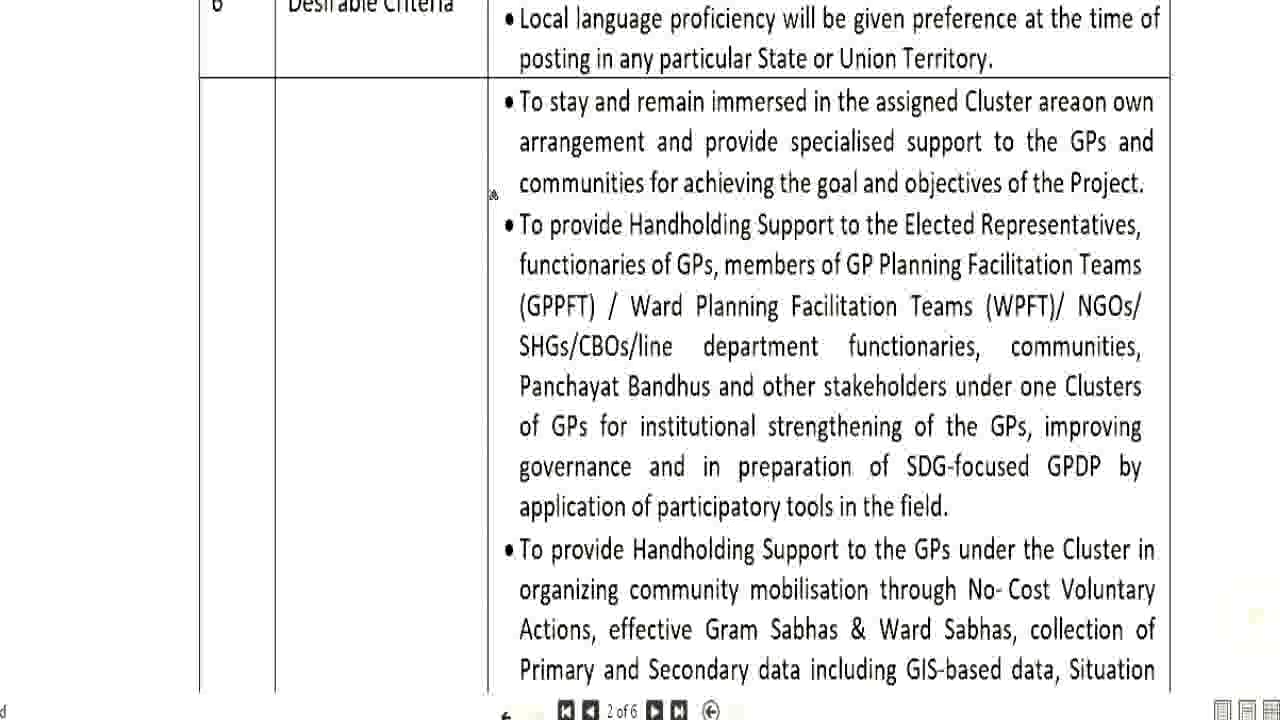 6
Desirable Criteria
• Local language proficiency will be given preference at the time of
posting in any particular State or Union Territory.
• To stay and remain immersed in the assigned Cluster areaon own
arrangement and provide specialised support to the GPs and
communities for achieving the goal and objectives of the Project.
• To provide Handholding Support to the Elected Representatives,
functionaries of GPs, members of GP Planning Facilitation Teams
(GPPFT) / Ward Planning Facilitation Teams (WPFT)/ NGOs/
SHGs/CBOs/line department functionaries, communities,
Panchayat Bandhus and other stakeholders under one Clusters
of GPs for institutional strengthening of the GPs, improving
governance and in preparation of SDG-focused GPDP by
application of participatory tools in the field.
• To provide Handholding Support to the GPs under the Cluster in
organizing community mobilisation through No- Cost Voluntary
Actions, effective Gram Sabhas & Ward Sabhas, collection of
Primary and Secondary data including GIS-based data, Situation
2 of 6